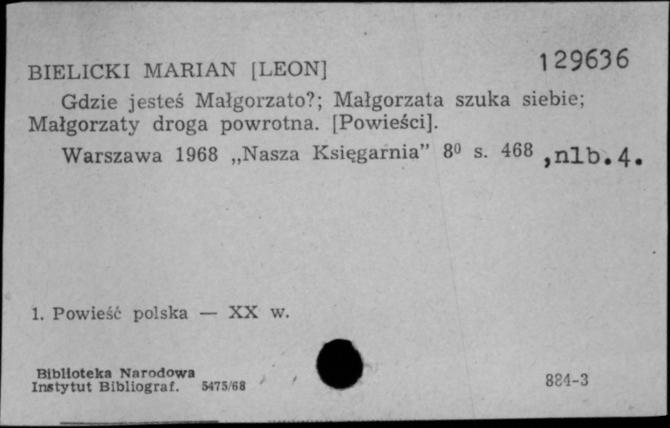 129636
BIELICKI MARIAN [LEON]
Gdzie jesteś Małgorzato?; Małgorzata szuka siebie;
Małgorzaty droga powrotna. [Powieści].
Warszawa 1968 „Nasza Księgarnia” 8⁰ s. 468 ,nlb.4.
1. Powieść polska — XX w.
Biblioteka Narodowa
Instytut Bibliograf. 5475/68
884-3